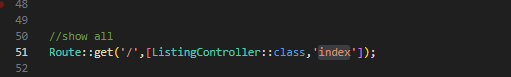 48
49
50 //show all
51 Route::get('/',[ListingController::class,'index']);
52